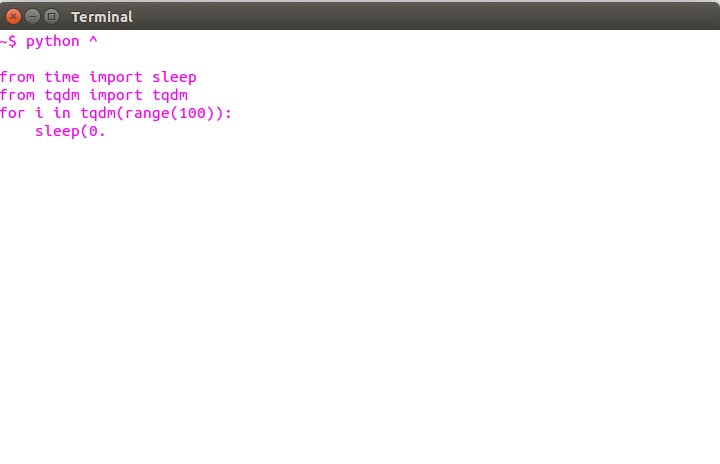 Terminal
~$ python ^
from time import sleep
from tqdm import tqdm
for i in tqdm(range(100)):
    sleep(0.